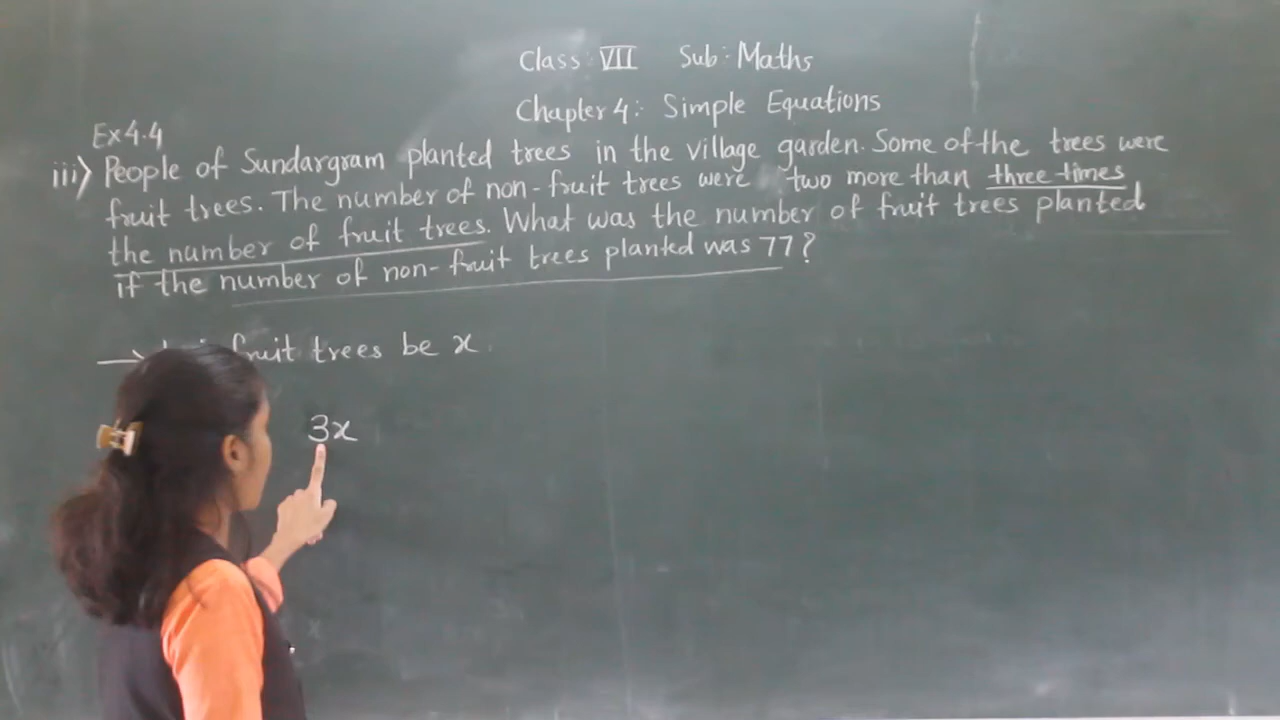 Class: VII Sub: Maths
Chapter 4: Simple Equations
Ex 4.4
iii) People of Sundargram planted trees in the village garden. Some of the trees were
fruit trees. The number of non-fruit trees were two more than three times
the number of fruit trees. What was the number of fruit trees planted
if the number of non-fruit trees planted was 77?
fruit trees be x.
3x